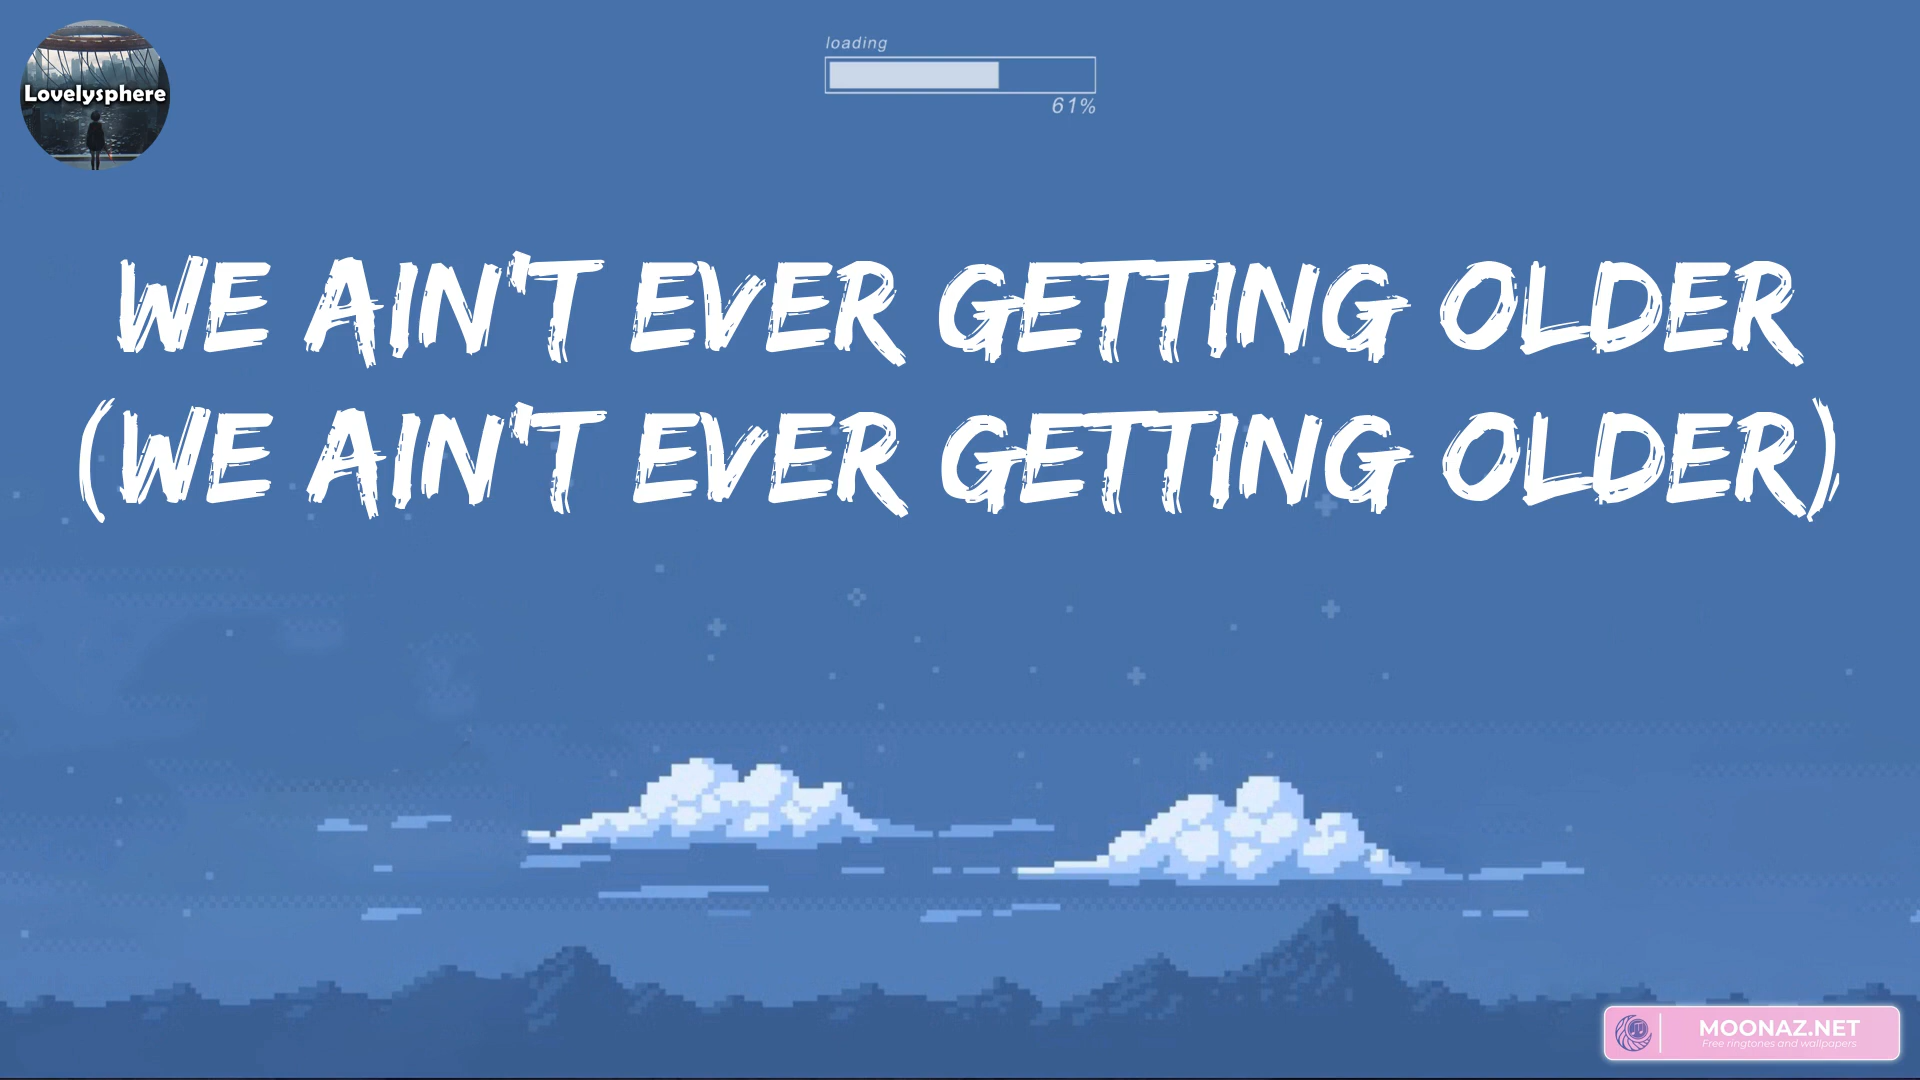 Lovelysphere
loading
61%
WE AIN'T EVER GETTING OLDER
(WE AIN'T EVER GETTING OLDER)
MOONAZ.NET
Free ringtones and wallpapers